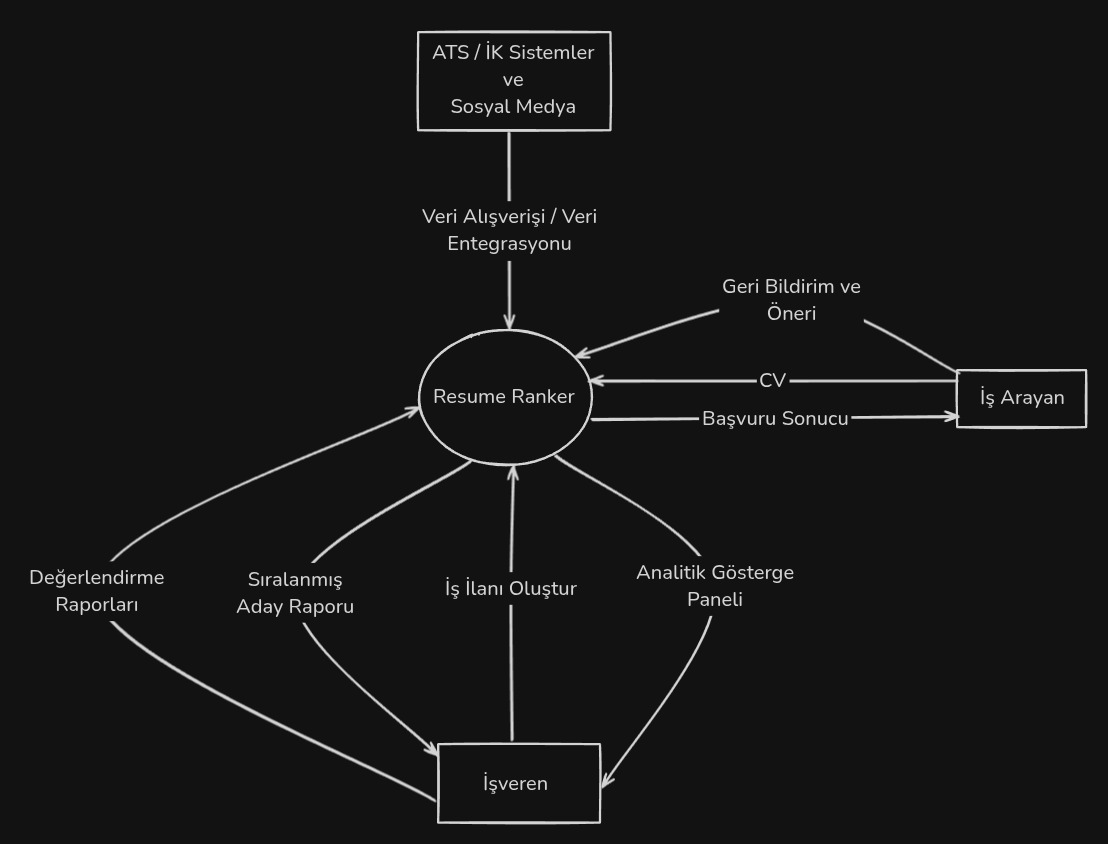 ATS / İK Sistemler
ve
Sosyal Medya
Veri Alışverişi / Veri
Entegrasyonu
Geri Bildirim ve
Öneri
CV
Resume Ranker
İş Arayan
Başvuru Sonucu
Değerlendirme
Raporları
Sıralanmış
Aday Raporu
İş İlanı Oluştur
Analitik Gösterge
Paneli
İşveren